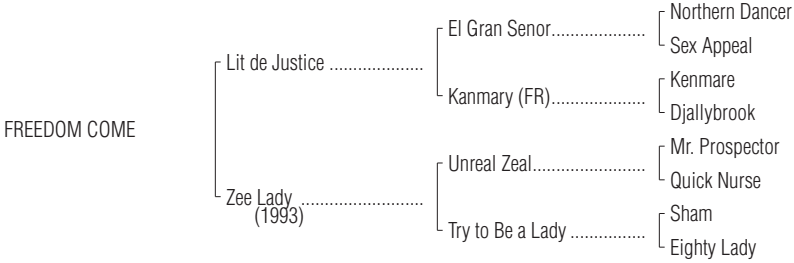 Northern Dancer
El Gran Senor.....................
Sex Appeal
Lit de Justice .....................
Kenmare
Kanmary (FR).....................
Djallybrook
FREEDOM COME
Mr. Prospector
Unreal Zeal.........................
Quick Nurse
Zee Lady ...........................
(1993)
Sham
Try to Be a Lady ................
Eighty Lady